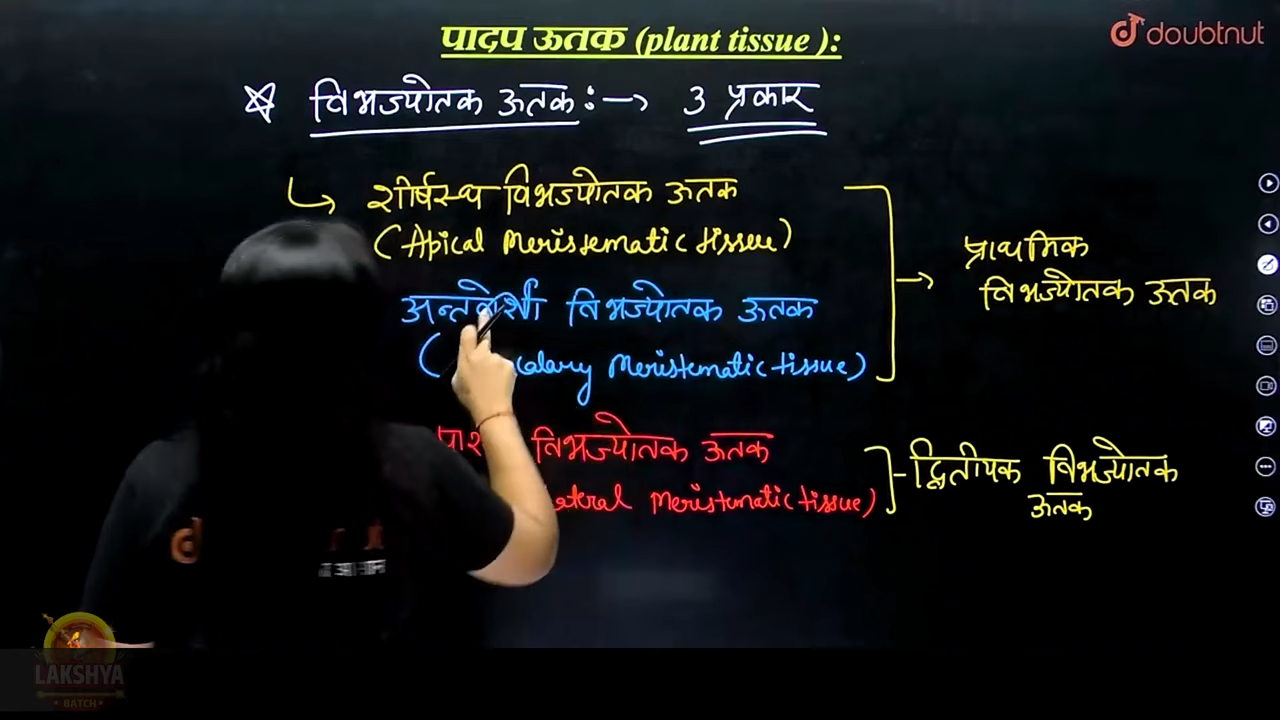 पादप ऊतक (plant tissue ):
doubtnut
विभज्योतक ऊतक :→ 3 प्रकार
↳ शीर्षस्थ विभज्योतक ऊतक
(Apical Meristematic tissue)
प्राथमिक
विभज्योतक ऊतक
विभज्योतक ऊतक
Meristematic tissue)
विभज्योतक ऊतक
द्वितीयक विभज्योतक
ऊतक
Meristematic tissue)
LAKSHYA
BATCH